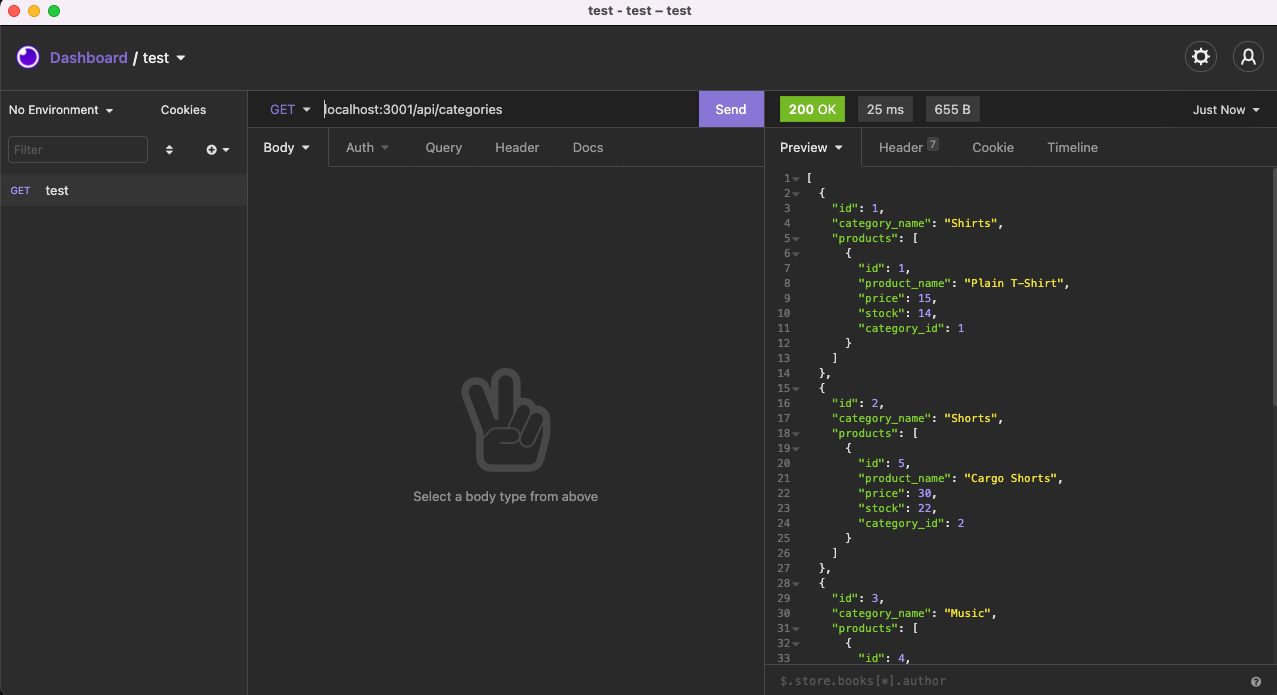 test - test – test
Dashboard / test
No Environment
Cookies
GET
localhost:3001/api/categories
Send
200 OK
25 ms
655 B
Just Now
Filter
Body
Auth
Query
Header
Docs
Preview
Header 7
Cookie
Timeline
GET test
Select a body type from above
1 [
2 {
3 "id": 1,
4 "category_name": "Shirts",
5 "products": [
6 {
7 "id": 1,
8 "product_name": "Plain T-Shirt",
9 "price": 15,
10 "stock": 14,
11 "category_id": 1
12 }
13 ]
14 },
15 {
16 "id": 2,
17 "category_name": "Shorts",
18 "products": [
19 {
20 "id": 5,
21 "product_name": "Cargo Shorts",
22 "price": 30,
23 "stock": 22,
24 "category_id": 2
25 }
26 ]
27 },
28 {
29 "id": 3,
30 "category_name": "Music",
31 "products": [
32 {
33 "id": 4,
$.store.books[*].author